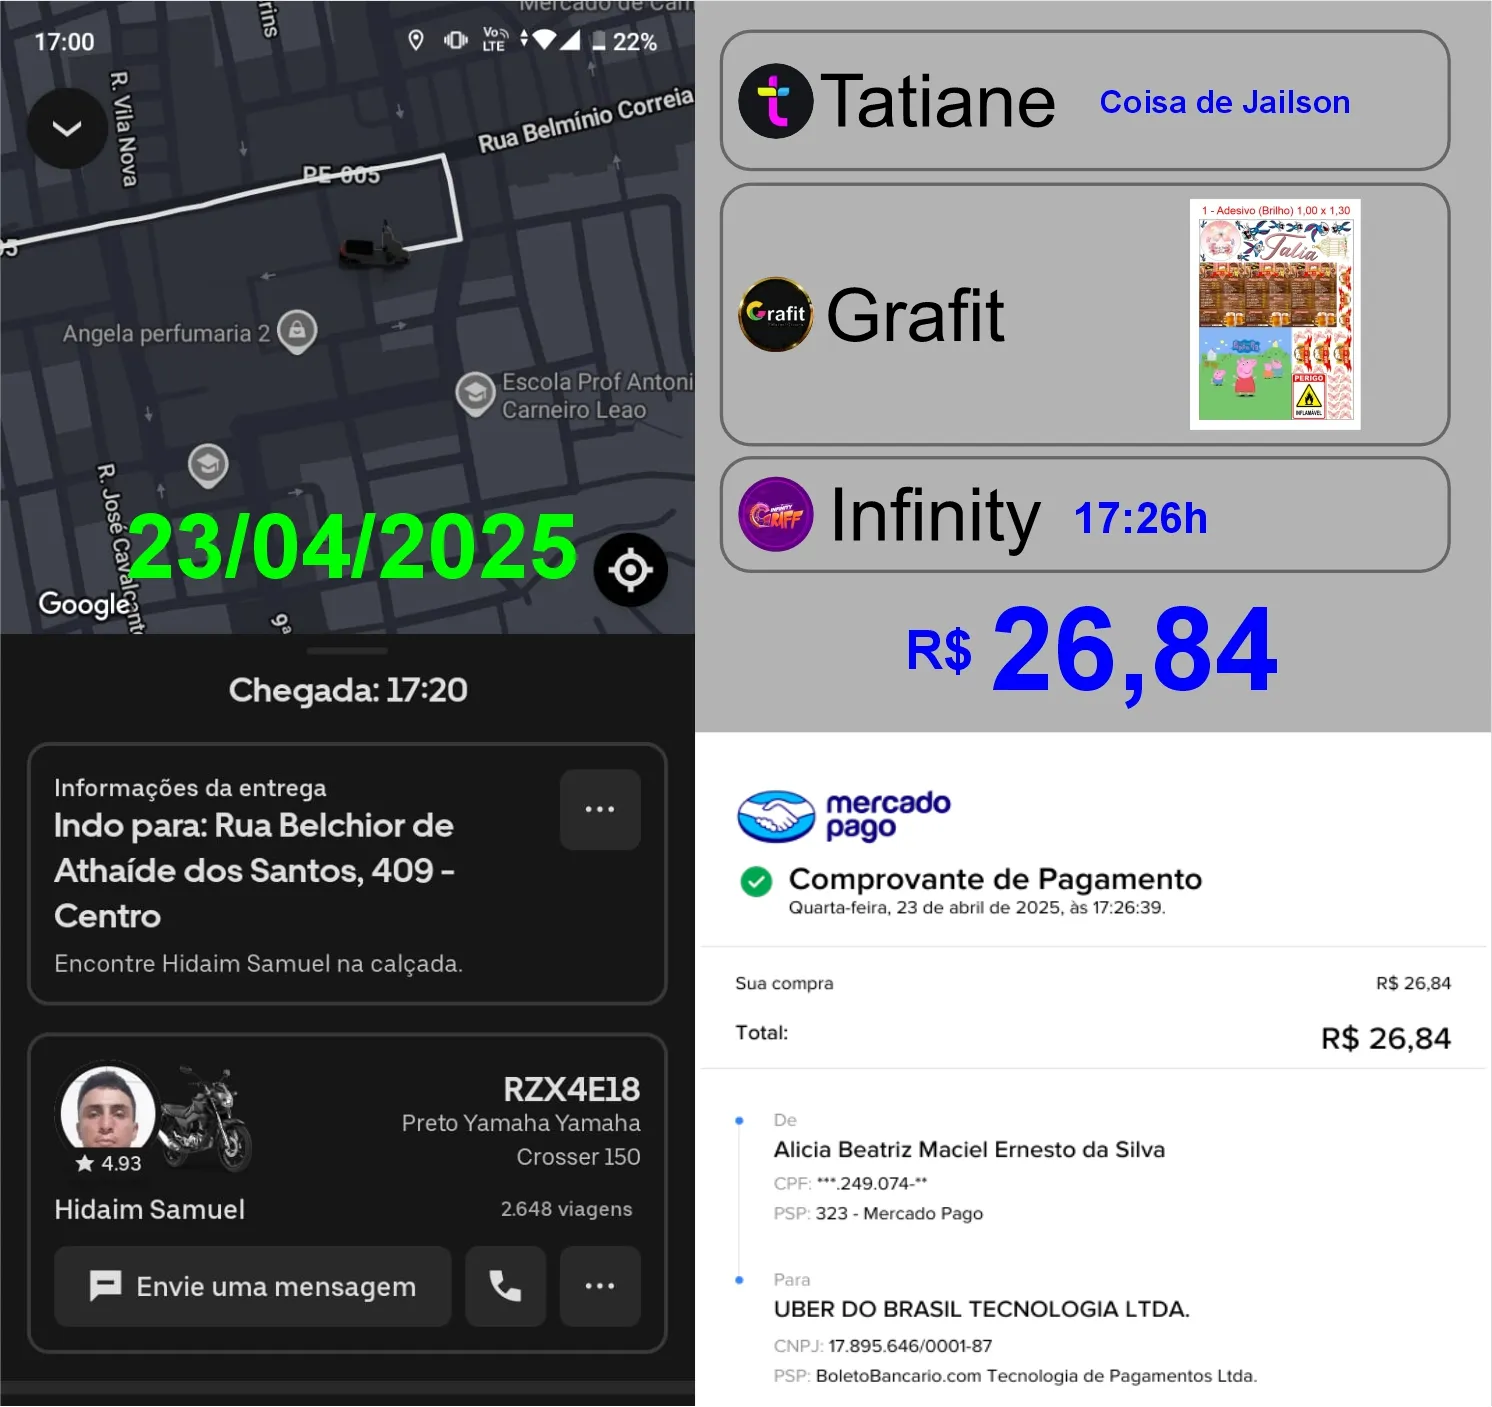 Mercado de Cam
17:00
Vo
LTE
22%
rins
R. Vila Nova
Rua Belmínio Correia
PE-005
05
Angela perfumaria 2
Escola Prof Antoni
Carneiro Leao
R. José Cavalcante
23/04/2025
Google
9ª
Chegada: 17:20
Informações da entrega
Indo para: Rua Belchior de
Athaíde dos Santos, 409 -
Centro
Encontre Hidaim Samuel na calçada.
RZX4E18
Preto Yamaha Yamaha
Crosser 150
4.93
Hidaim Samuel
2.648 viagens
Envie uma mensagem
t
Tatiane
Coisa de Jailson
Grafit
Grafit
1 - Adesivo (Brilho) 1,00 x 1,30
Talia
PERIGO
INFLAMÁVEL
INFINITY
GRAFF
Infinity
17:26h
R$ 26,84
mercado
pago
Comprovante de Pagamento
Quarta-feira, 23 de abril de 2025, às 17:26:39.
Sua compra
R$ 26,84
Total:
R$ 26,84
De
Alicia Beatriz Maciel Ernesto da Silva
CPF: ***.249.074-**
PSP: 323 - Mercado Pago
Para
UBER DO BRASIL TECNOLOGIA LTDA.
CNPJ: 17.895.646/0001-87
PSP: BoletoBancario.com Tecnologia de Pagamentos Ltda.